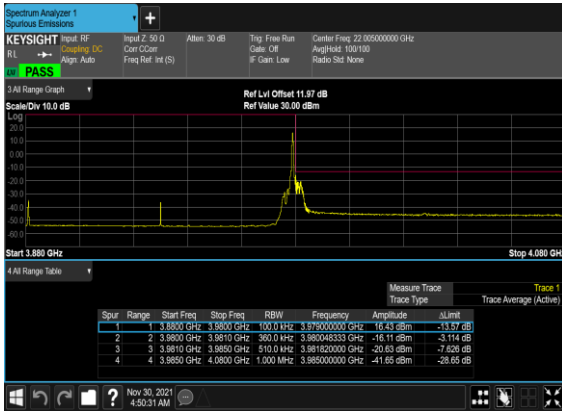 Spectrum Analyzer 1
Spurious Emissions
KEYSIGHT Input: RF Input Z: 50 Ω Atten: 30 dB Trig: Free Run Center Freq: 22.005000000 GHz
RL Coupling: DC Corr CCorr Gate: Off Avg|Hold: 100/100
Align: Auto Freq Ref: Int (S) IF Gain: Low Radio Std: None
PASS
3 All Range Graph
Ref Lvl Offset 11.97 dB
Scale/Div 10.0 dB Ref Value 30.00 dBm
Log
20.0
10.0
0.00
-10.0
-20.0
-30.0
-40.0
-50.0
-60.0
Start 3.880 GHz Stop 4.080 GH
4 All Range Table
Measure Trace Trace 1
Trace Type Trace Average (Active)
Spur Range Start Freq Stop Freq RBW Frequency Amplitude ΔLimit
1 1 3.8800 GHz 3.9800 GHz 100.0 kHz 3.979000000 GHz 16.43 dBm -13.57 dB
2 2 3.9800 GHz 3.9810 GHz 360.0 kHz 3.980048333 GHz -16.11 dBm -3.114 dB
3 3 3.9810 GHz 3.9850 GHz 510.0 kHz 3.981820000 GHz -20.63 dBm -7.626 dB
4 4 3.9850 GHz 4.0800 GHz 1.000 MHz 3.985000000 GHz -41.65 dBm -28.65 dB
Nov 30, 2021
4:50:31 AM